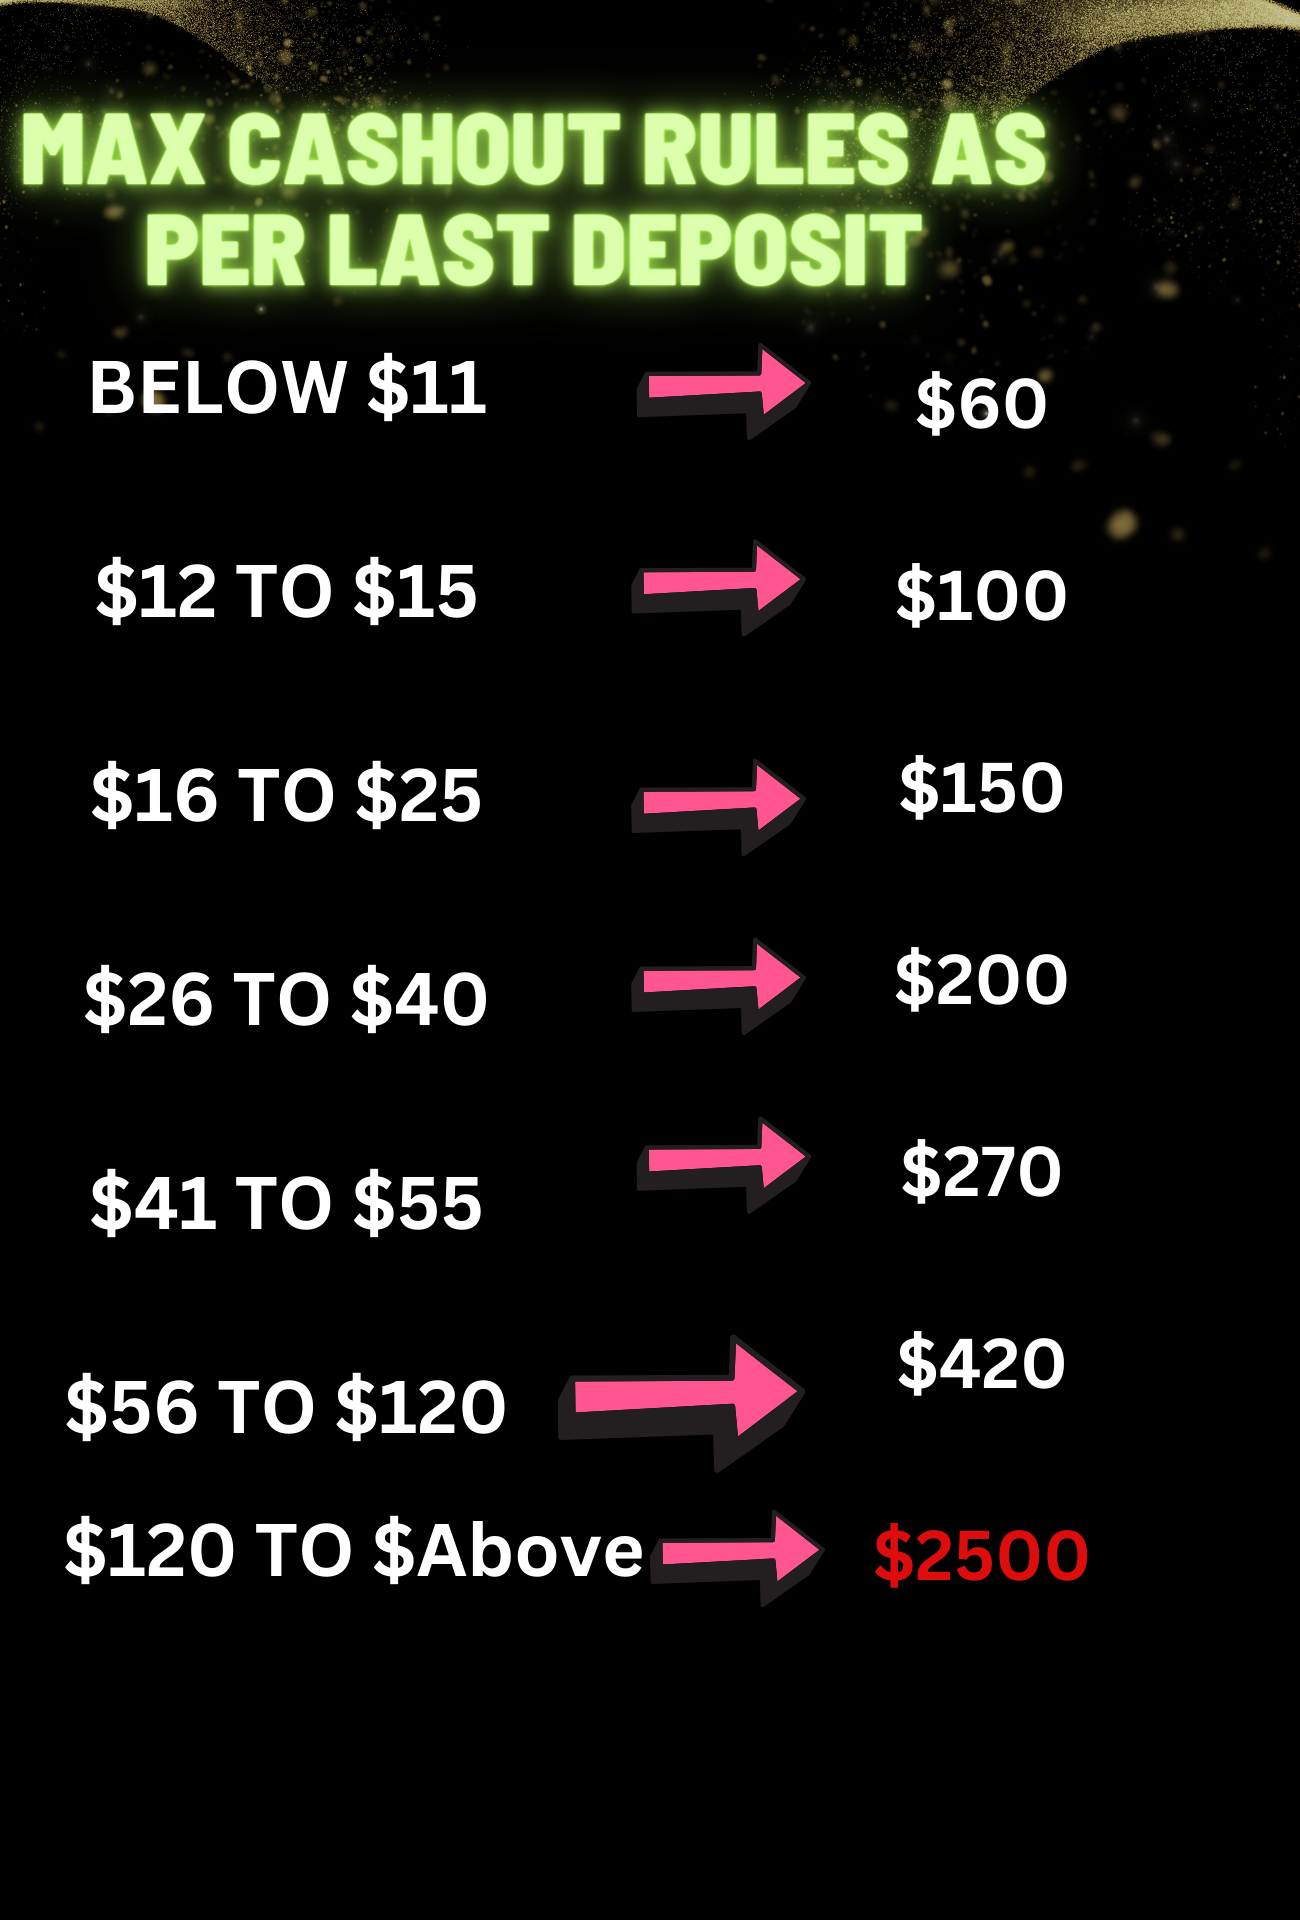 MAX CASHOUT RULES AS
PER LAST DEPOSIT
BELOW $11 $60
$12 TO $15 $100
$16 TO $25 $150
$26 TO $40 $200
$41 TO $55 $270
$56 TO $120 $420
$120 TO $Above $2500